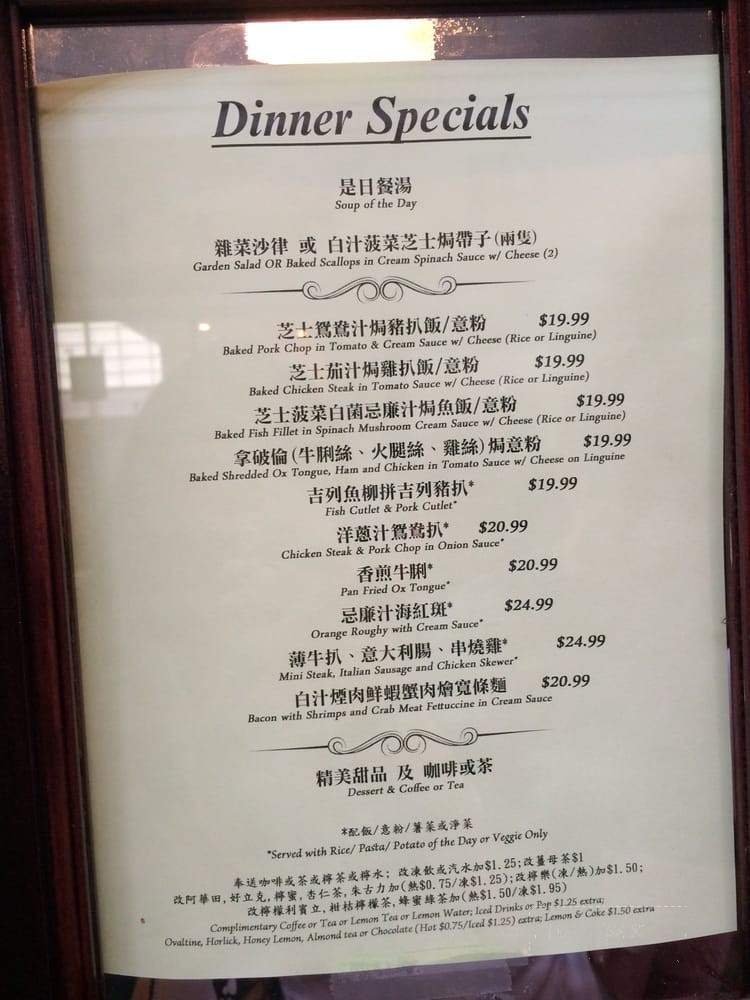 Dinner Specials
是日餐湯
Soup of the Day
雜菜沙律 或 白汁菠菜芝士焗帶子(兩隻)
Garden Salad OR Baked Scallops in Cream Spinach Sauce w/ Cheese (2)
芝士鴛鴦汁焗豬扒飯/意粉 $19.99
Baked Pork Chop in Tomato & Cream Sauce w/ Cheese (Rice or Linguine)
芝士茄汁焗雞扒飯/意粉 $19.99
Baked Chicken Steak in Tomato Sauce w/ Cheese (Rice or Linguine)
芝士菠菜白菌忌廉汁焗魚飯/意粉 $19.99
Baked Fish Fillet in Spinach Mushroom Cream Sauce w/ Cheese (Rice or Linguine)
拿破倫(牛脷絲、火腿絲、雞絲)焗意粉 $19.99
Baked Shredded Ox Tongue, Ham and Chicken in Tomato Sauce w/ Cheese on Linguine
吉列魚柳拼吉列豬扒* $19.99
Fish Cutlet & Pork Cutlet*
洋蔥汁鴛鴦扒* $20.99
Chicken Steak & Pork Chop in Onion Sauce*
香煎牛脷* $20.99
Pan Fried Ox Tongue*
忌廉汁海紅斑* $24.99
Orange Roughy with Cream Sauce*
薄牛扒、意大利腸、串燒雞* $24.99
Mini Steak, Italian Sausage and Chicken Skewer*
白汁煙肉鮮蝦蟹肉燴寬條麵 $20.99
Bacon with Shrimps and Crab Meat Fettuccine in Cream Sauce
精美甜品 及 咖啡或茶
Dessert & Coffee or Tea
*配飯/意粉/薯菜或淨菜
*Served with Rice/ Pasta/ Potato of the Day or Veggie Only
奉送咖啡或茶或檸茶或檸水; 改凍飲或汽水加$1.25;改薑母茶$1
改阿華田,好立克,檸蜜,杏仁茶,朱古力加(熱$0.75/凍$1.25);改檸樂(凍/熱)加$1.50;
改檸檬利賓立,柑桔檸檬茶,蜂蜜綠茶加(熱$1.50/凍$1.95)
Complimentary Coffee or Tea or Lemon Tea or Lemon Water; Iced Drinks or Pop $1.25 extra;
Ovaltine, Horlick, Honey Lemon, Almond tea or Chocolate (Hot $0.75/Iced $1.25) extra; Lemon & Coke $1.50 extra